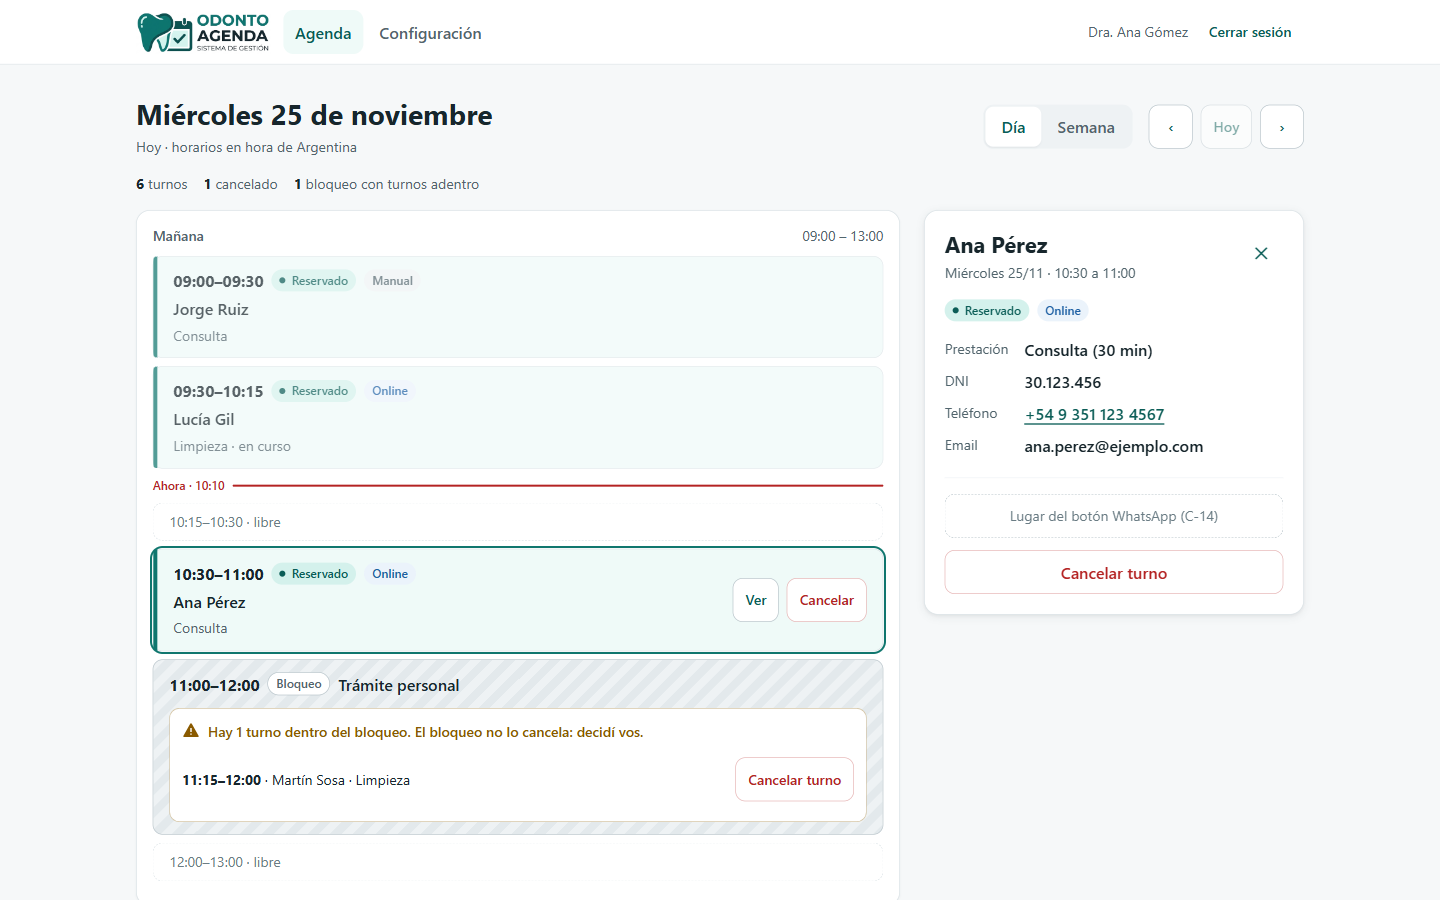 ODONTO
AGENDA
SISTEMA DE GESTIÓN
Agenda
Configuración
Dra. Ana Gómez
Cerrar sesión
Miércoles 25 de noviembre
Hoy · horarios en hora de Argentina
Día
Semana
‹
Hoy
›
6 turnos 1 cancelado 1 bloqueo con turnos adentro
Mañana
09:00 – 13:00
09:00–09:30 Reservado Manual
Jorge Ruiz
Consulta
09:30–10:15 Reservado Online
Lucía Gil
Limpieza · en curso
Ahora · 10:10
10:15–10:30 · libre
10:30–11:00 Reservado Online
Ana Pérez
Consulta
Ver
Cancelar
11:00–12:00 Bloqueo Trámite personal
Hay 1 turno dentro del bloqueo. El bloqueo no lo cancela: decidí vos.
11:15–12:00 · Martín Sosa · Limpieza
Cancelar turno
12:00–13:00 · libre
Ana Pérez
Miércoles 25/11 · 10:30 a 11:00
Reservado Online
Prestación Consulta (30 min)
DNI 30.123.456
Teléfono +54 9 351 123 4567
Email ana.perez@ejemplo.com
Lugar del botón WhatsApp (C-14)
Cancelar turno